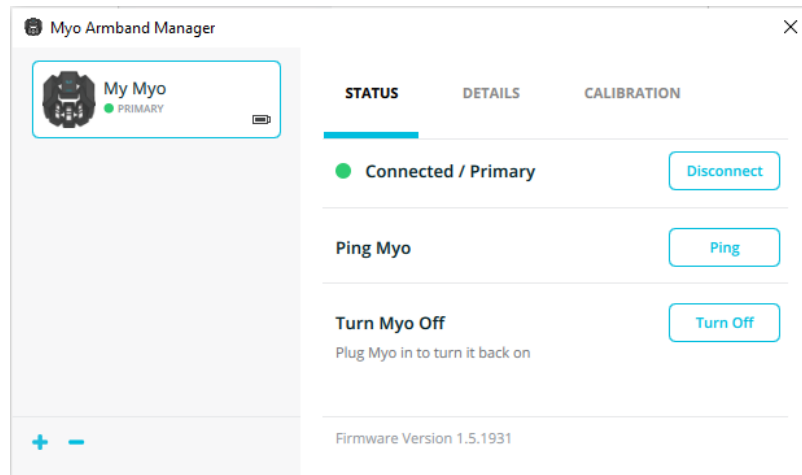 Myo Armband Manager
My Myo
PRIMARY
STATUS
DETAILS
CALIBRATION
Connected / Primary
Disconnect
Ping Myo
Ping
Turn Myo Off
Turn Off
Plug Myo in to turn it back on
Firmware Version 1.5.1931